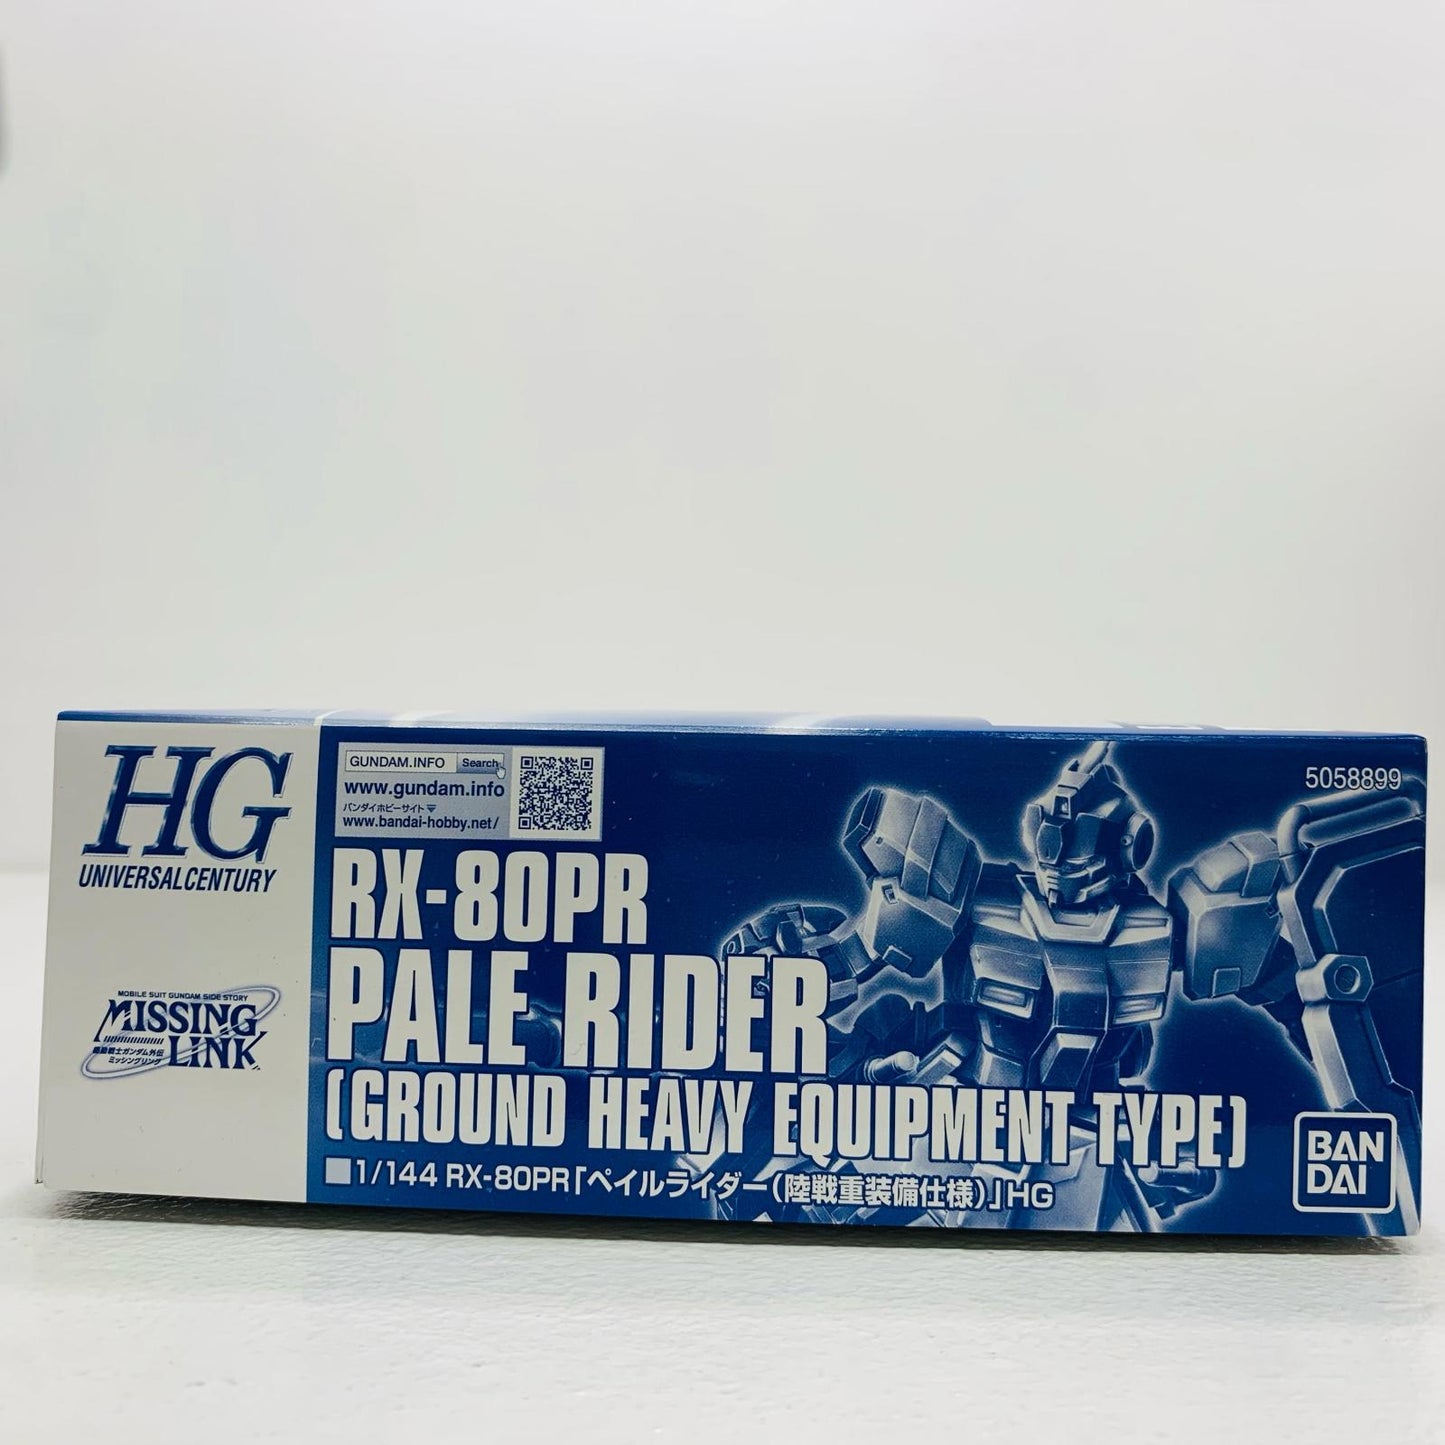 HG
UNIVERSAL CENTURY
MOBILE SUIT GUNDAM SIDE STORY
MISSING
LINK
機動戦士ガンダム外伝
ミッシングリンク
GUNDAM.INFO Search
www.gundam.info
バンダイホビーサイト▼
www.bandai-hobby.net/
5058899
RX-80PR
PALE RIDER
(GROUND HEAVY EQUIPMENT TYPE)
■1/144 RX-80PR「ペイルライダー(陸戦重装備仕様)」HG
BAN
DAI